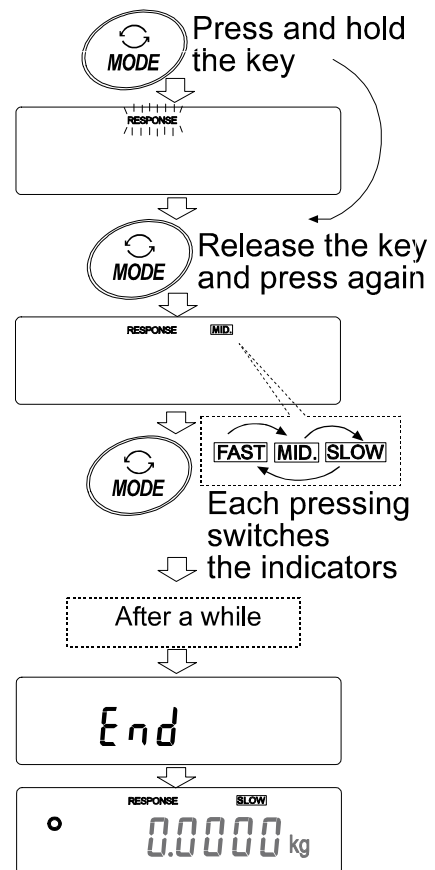 Press and hold
the key
MODE
RESPONSE
Release the key
and press again
MODE
RESPONSE MID.
FAST MID. SLOW
MODE
Each pressing
switches
the indicators
After a while
End
RESPONSE SLOW
0.0000 kg